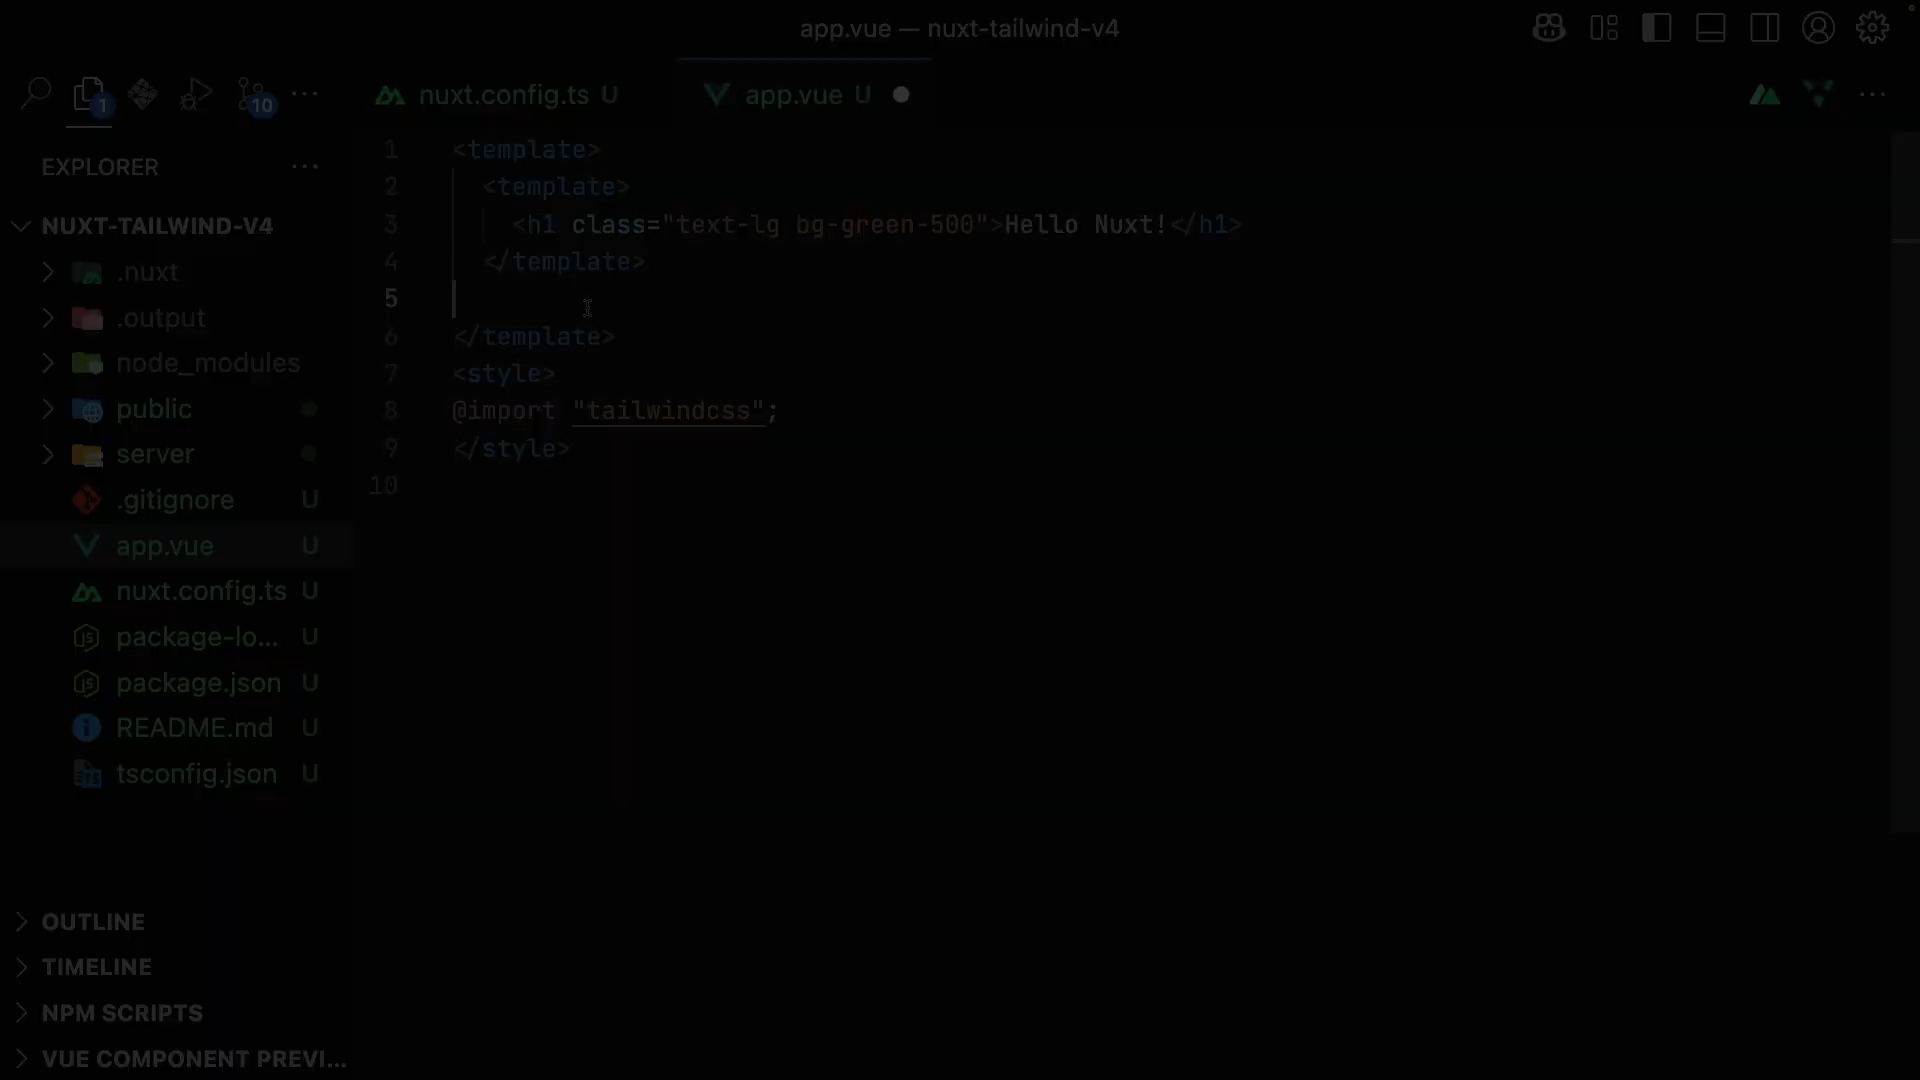 app.vue — nuxt-tailwind-v4
1
10
nuxt.config.ts U
app.vue U
EXPLORER
NUXT-TAILWIND-V4
.nuxt
.output
node_modules
public
server
.gitignore U
app.vue U
nuxt.config.ts U
package-lo... U
package.json U
README.md U
tsconfig.json U
OUTLINE
TIMELINE
NPM SCRIPTS
VUE COMPONENT PREVI...
1 <template>
2 <template>
3 <h1 class="text-lg bg-green-500">Hello Nuxt!</h1>
4 </template>
5
6 </template>
7 <style>
8 @import "tailwindcss";
9 </style>
10